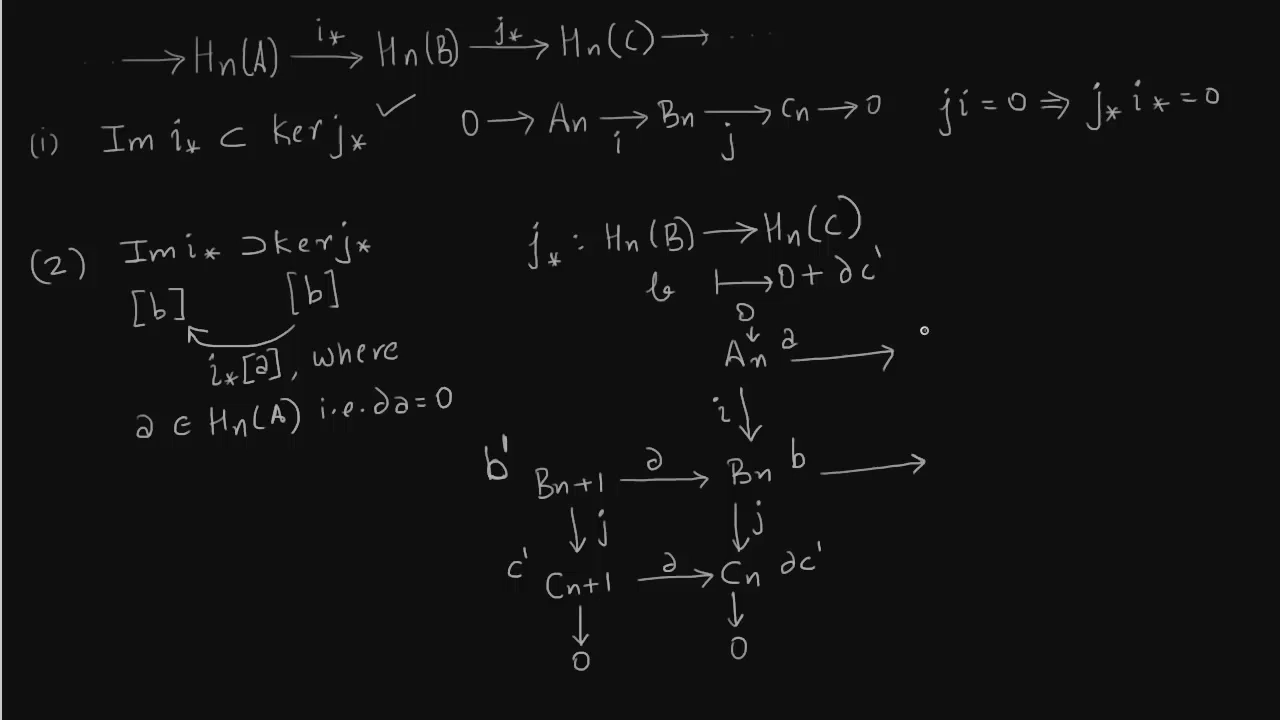 ... → Hn(A) i* → Hn(B) j* → Hn(C) → ...
(i) Im i* ⊂ ker j* ✓ 0 → An →i Bn →j Cn → 0 ji = 0 ⇒ j* i* = 0
(2) Im i* ⊃ ker j* j* : Hn(B) → Hn(C)
[b] [b] b ↦ 0 + ∂c'
i*[a], where
a ∈ Hn(A) i.e. ∂a = 0
0
↓
An a →
i ↓
b' Bn+1 ∂ → Bn b →
↓ j ↓ j
c' Cn+1 ∂ → Cn ∂c'
↓ ↓
0 0